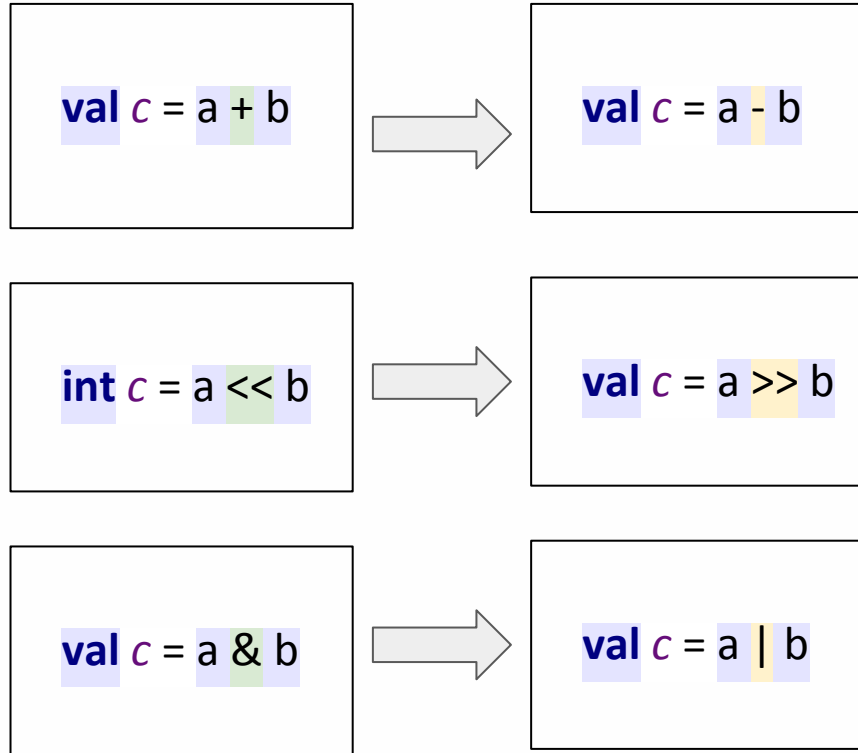 val c = a + b
val c = a - b
int c = a << b
val c = a >> b
val c = a & b
val c = a | b